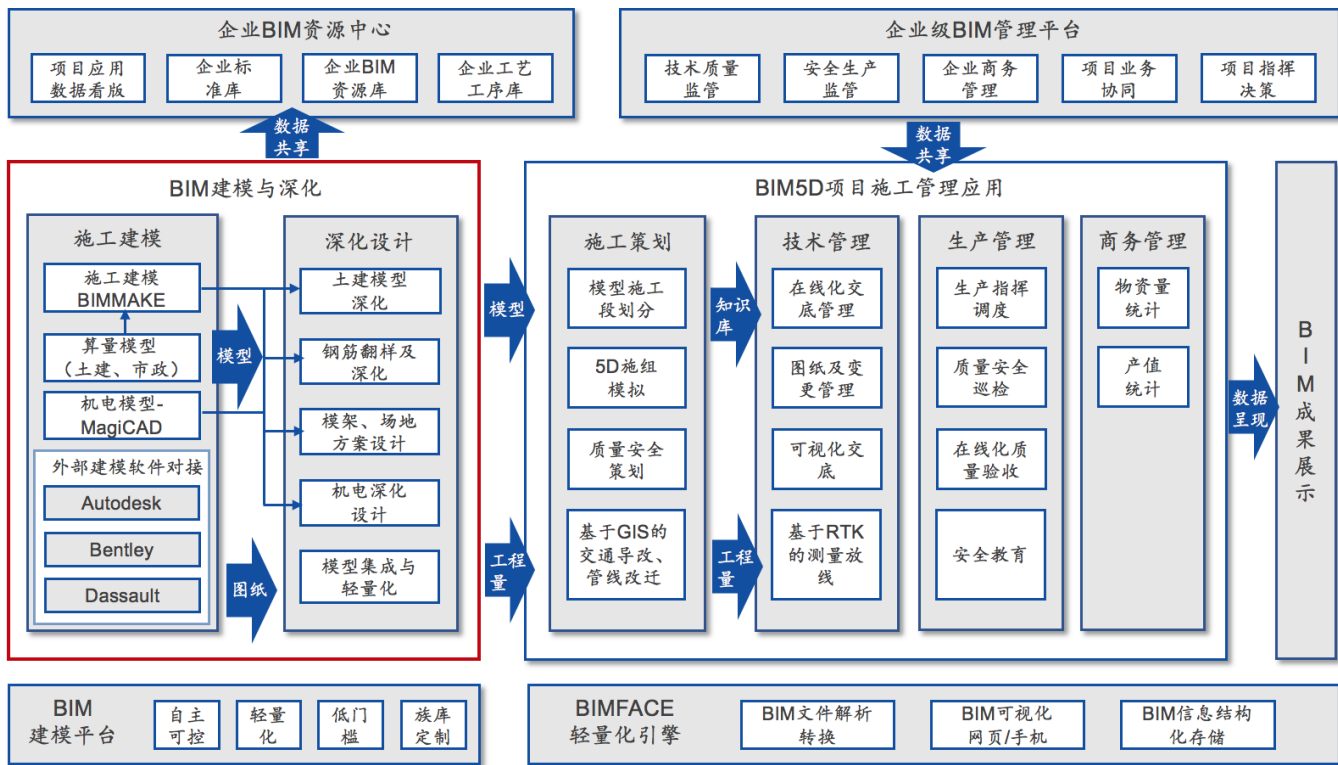 企业BIM资源中心
项目应用
数据看版
企业标
准库
企业BIM
资源库
企业工艺
工序库
企业级BIM管理平台
技术质量
监管
安全生产
监管
企业商务
管理
项目业务
协同
项目指挥
决策
数据
共享
数据
共享
BIM建模与深化
施工建模
施工建模
BIMMAKE
算量模型
（土建、市政）
机电模型-
MagiCAD
外部建模软件对接
Autodesk
Bentley
Dassault
模型
图纸
深化设计
土建模型
深化
钢筋翻样及
深化
模架、场地
方案设计
机电深化
设计
模型集成与
轻量化
模型
工程
量
BIM5D项目施工管理应用
施工策划
模型施工
段划分
5D施组
模拟
质量安全
策划
基于GIS的
交通导改、
管线改迁
知识
库
工程
量
技术管理
在线化交
底管理
图纸及变
更管理
可视化交
底
基于RTK
的测量放
线
生产管理
生产指挥
调度
质量安全
巡检
在线化质
量验收
安全教育
商务管理
物资量
统计
产值
统计
数据
呈现
BIM成果展示
BIM
建模平台
自主
可控
轻量
化
低门
槛
族库
定制
BIMFACE
轻量化引擎
BIM文件解析
转换
BIM可视化
网页/手机
BIM信息结构
化存储